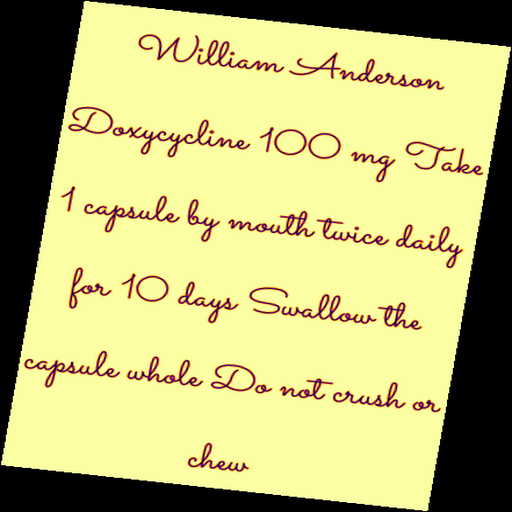 William Anderson
Doxycycline 100 mg Take
1 capsule by mouth twice daily
for 10 days Swallow the
capsule whole Do not crush or
chew